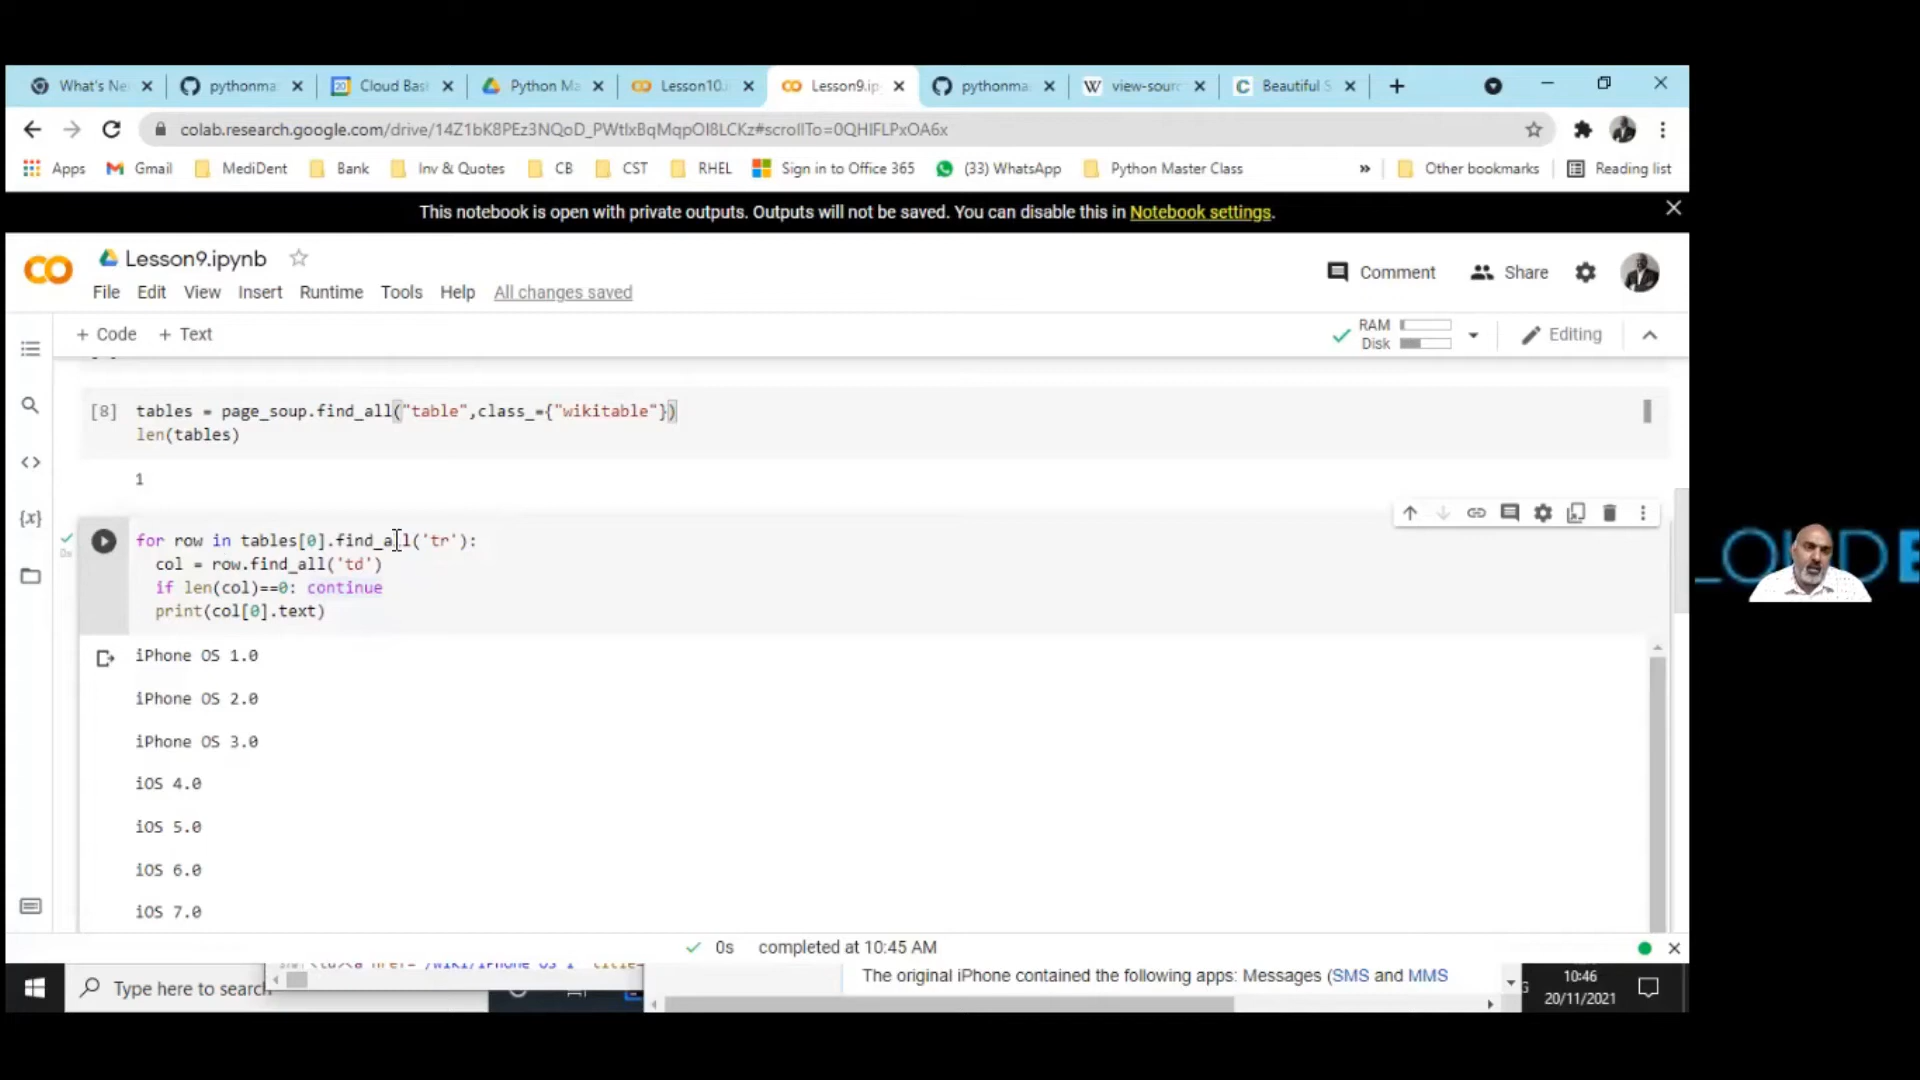 What's Ne
pythonma
Cloud Bas
Python Ma
Lesson10.
Lesson9.ip
pythonma
view-sour
Beautiful S
colab.research.google.com/drive/14Z1bK8PEz3NQoD_PWtlxBqMqpOI8LCKz#scrollTo=0QHIFLPxOA6x
Apps Gmail MediDent Bank Inv & Quotes CB CST RHEL Sign in to Office 365 (33) WhatsApp Python Master Class » Other bookmarks Reading list
This notebook is open with private outputs. Outputs will not be saved. You can disable this in Notebook settings.
CO Lesson9.ipynb
Comment Share
File Edit View Insert Runtime Tools Help All changes saved
+ Code + Text
RAM
Disk
Editing
[8] tables = page_soup.find_all("table",class_={"wikitable"})
len(tables)
1
for row in tables[0].find_all('tr'):
0s
col = row.find_all('td')
if len(col)==0: continue
print(col[0].text)
iPhone OS 1.0
iPhone OS 2.0
iPhone OS 3.0
iOS 4.0
iOS 5.0
iOS 6.0
iOS 7.0
0s completed at 10:45 AM
The original iPhone contained the following apps: Messages (SMS and MMS
Type here to search
10:46
20/11/2021